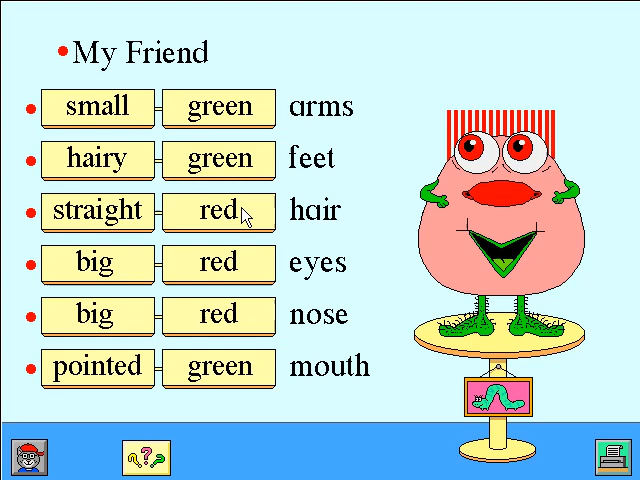 My Friend
small green arms
hairy green feet
straight red hair
big red eyes
big red nose
pointed green mouth
???